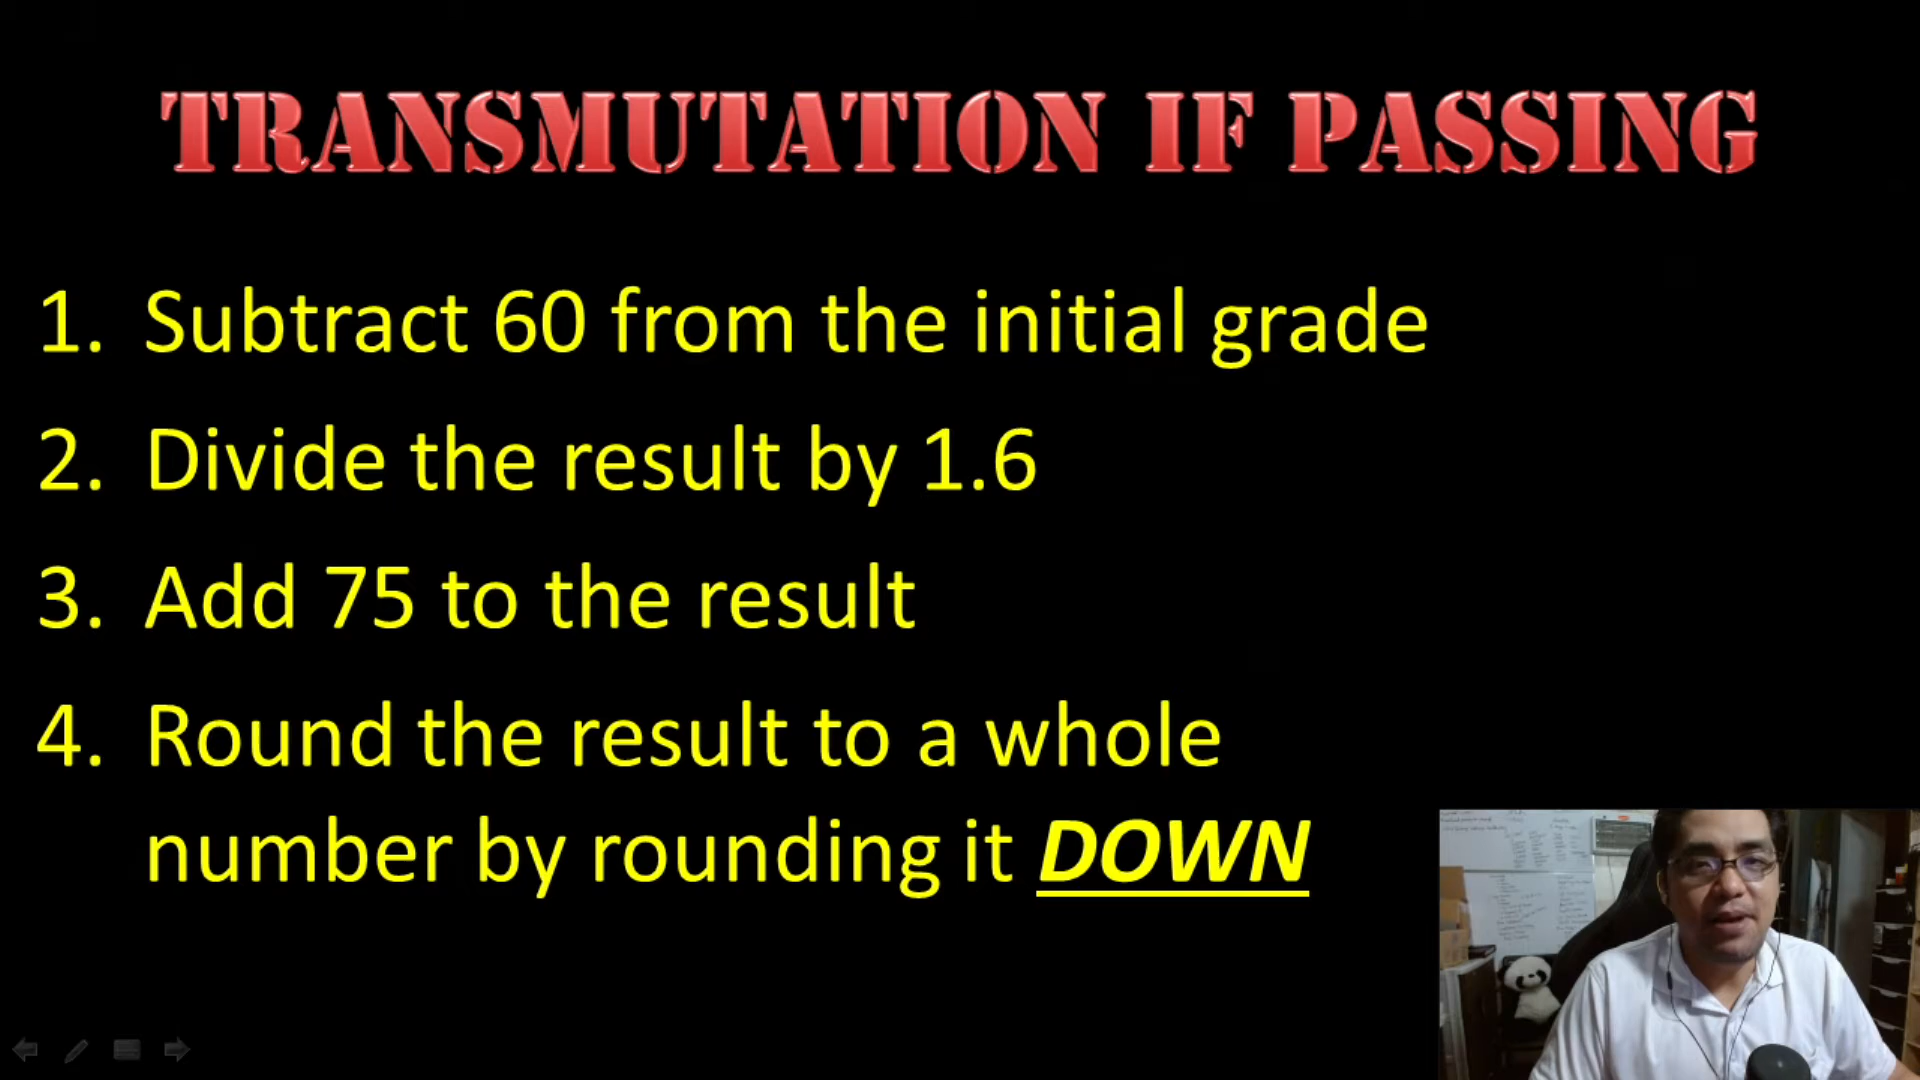 TRANSMUTATION IF PASSING
1. Subtract 60 from the initial grade
2. Divide the result by 1.6
3. Add 75 to the result
4. Round the result to a whole
number by rounding it DOWN